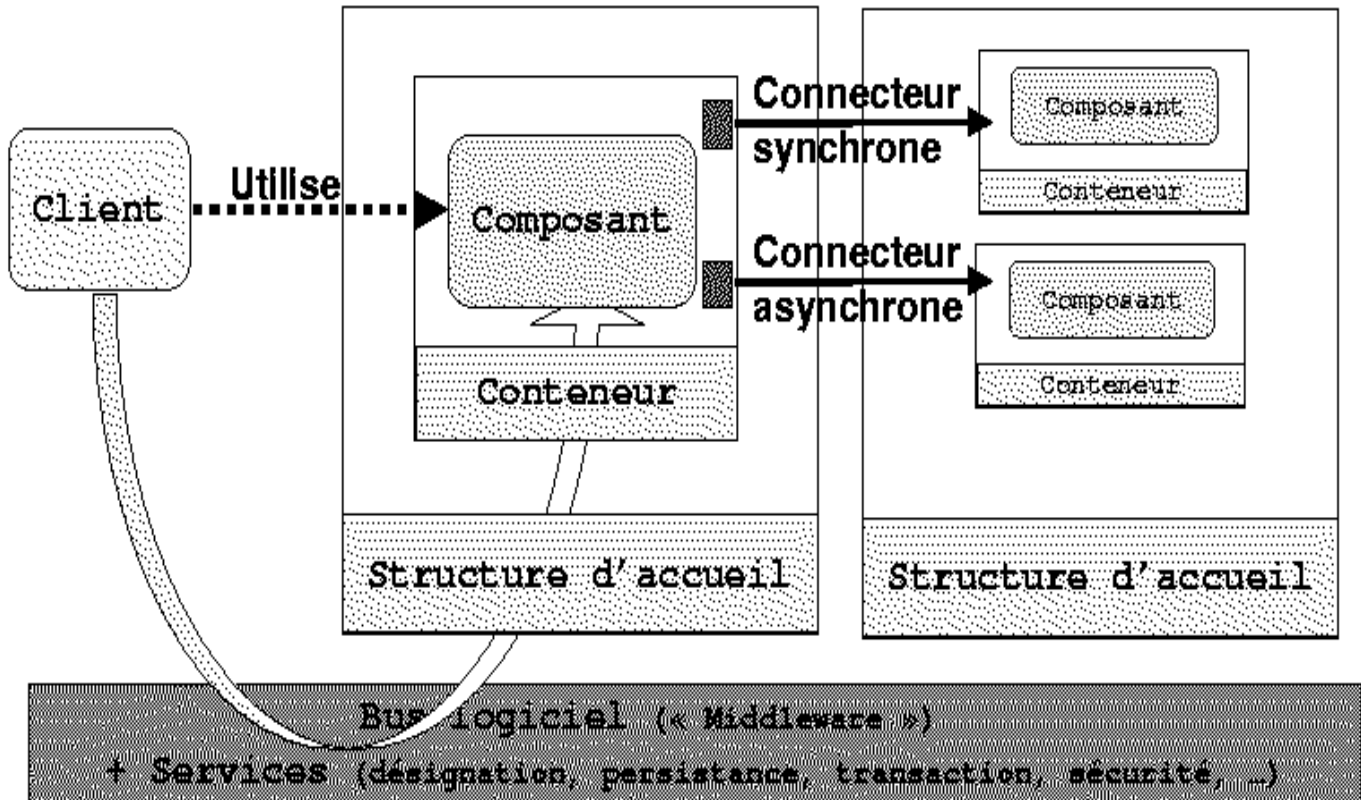 Client
Utilise
Composant
Conteneur
Structure d'accueil
Connecteur
synchrone
Connecteur
asynchrone
Composant
Conteneur
Composant
Conteneur
Structure d'accueil
Bus logiciel (« Middleware »)
+ Services (désignation, persistance, transaction, sécurité, …)